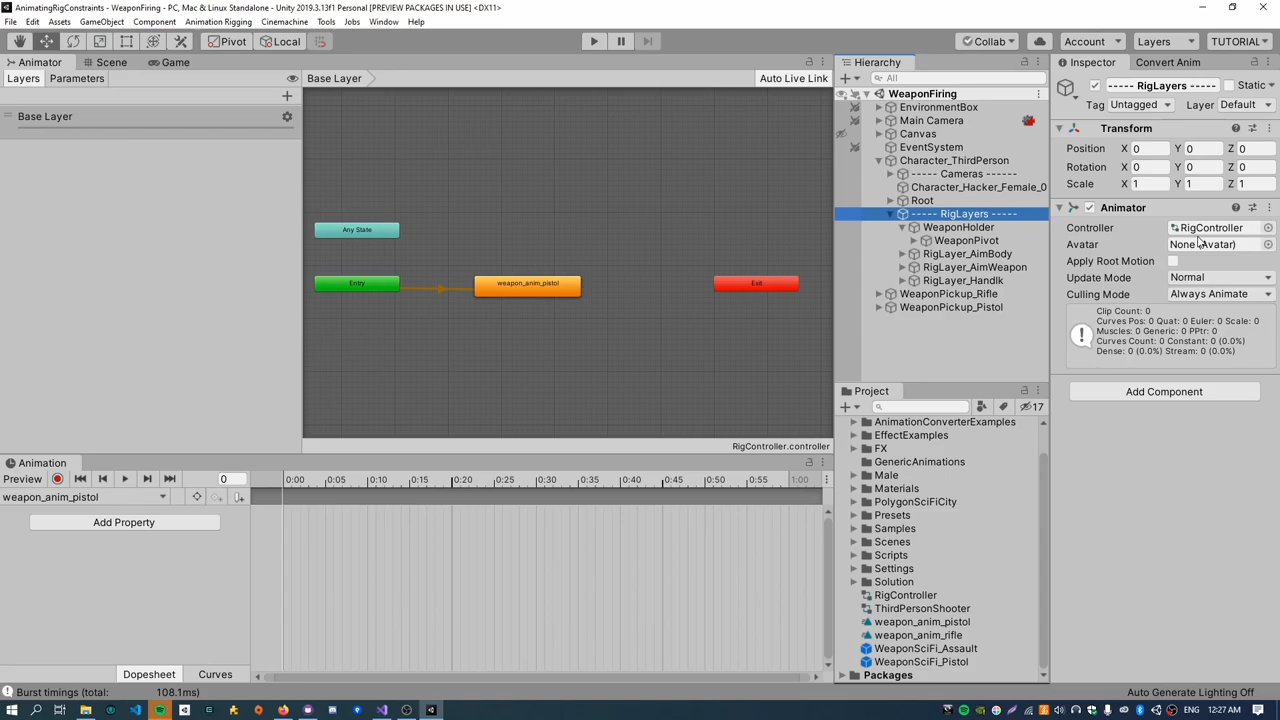 AnimatingRigConstraints - WeaponFiring - PC, Mac & Linux Standalone - Unity 2019.3.13f1 Personal [PREVIEW PACKAGES IN USE] <DX11>
File Edit Assets GameObject Component Animation Rigging Cinemachine Tools Jobs Window Help
Pivot Local Collab Account Layers TUTORIAL
Animator Scene Game
Layers Parameters Base Layer Auto Live Link
Base Layer
Any State
Entry weapon_anim_pistol Exit
RigController.controller
Animation
Preview 0 0:00 0:05 0:10 0:15 0:20 0:25 0:30 0:35 0:40 0:45 0:50 0:55 1:00
weapon_anim_pistol
Add Property
Dopesheet Curves
Hierarchy
All
WeaponFiring
EnvironmentBox
Main Camera
Canvas
EventSystem
Character_ThirdPerson
----- Cameras ------
Character_Hacker_Female_0
Root
----- RigLayers -----
WeaponHolder
WeaponPivot
RigLayer_AimBody
RigLayer_AimWeapon
RigLayer_HandIk
WeaponPickup_Rifle
WeaponPickup_Pistol
Project
17
AnimationConverterExamples
EffectExamples
FX
GenericAnimations
Male
Materials
PolygonSciFiCity
Presets
Samples
Scenes
Scripts
Settings
Solution
RigController
ThirdPersonShooter
weapon_anim_pistol
weapon_anim_rifle
WeaponSciFi_Assault
WeaponSciFi_Pistol
Packages
Inspector Convert Anim
----- RigLayers ----- Static
Tag Untagged Layer Default
Transform
Position X 0 Y 0 Z 0
Rotation X 0 Y 0 Z 0
Scale X 1 Y 1 Z 1
Animator
Controller RigController
Avatar None (Avatar)
Apply Root Motion
Update Mode Normal
Culling Mode Always Animate
Clip Count: 0
Curves Pos: 0 Quat: 0 Euler: 0 Scale: 0
Muscles: 0 Generic: 0 PPtr: 0
Curves Count: 0 Constant: 0 (0.0%)
Dense: 0 (0.0%) Stream: 0 (0.0%)
Add Component
Burst timings (total: 108.1ms) Auto Generate Lighting Off
12:27 AM